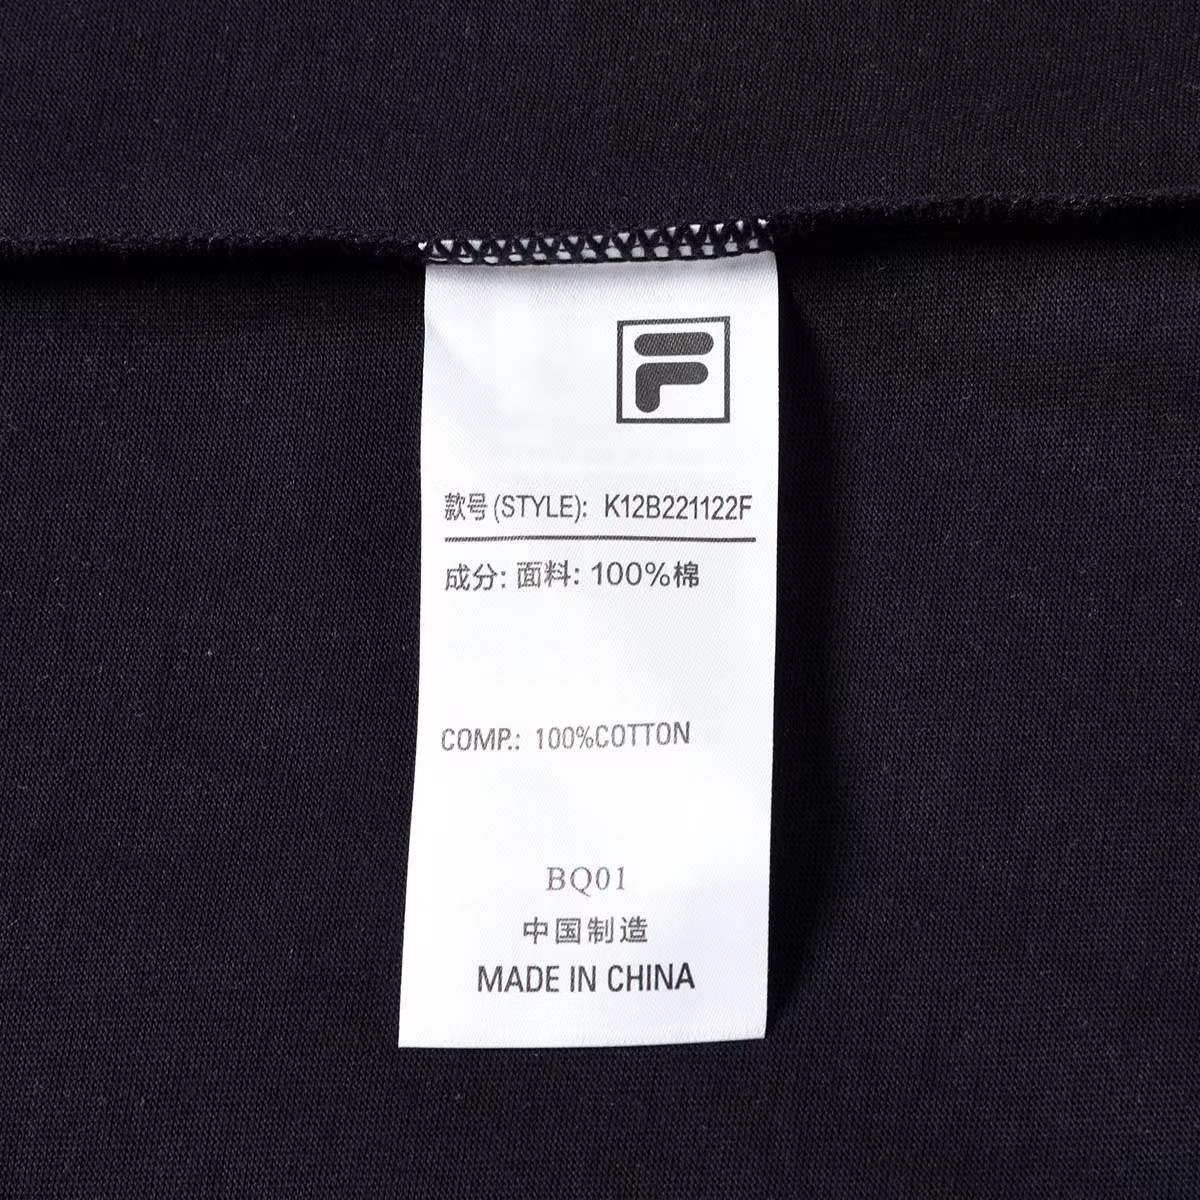 F
款号(STYLE): K12B221122F
成分: 面料: 100%棉
COMP.: 100%COTTON
BQ01
中国制造
MADE IN CHINA